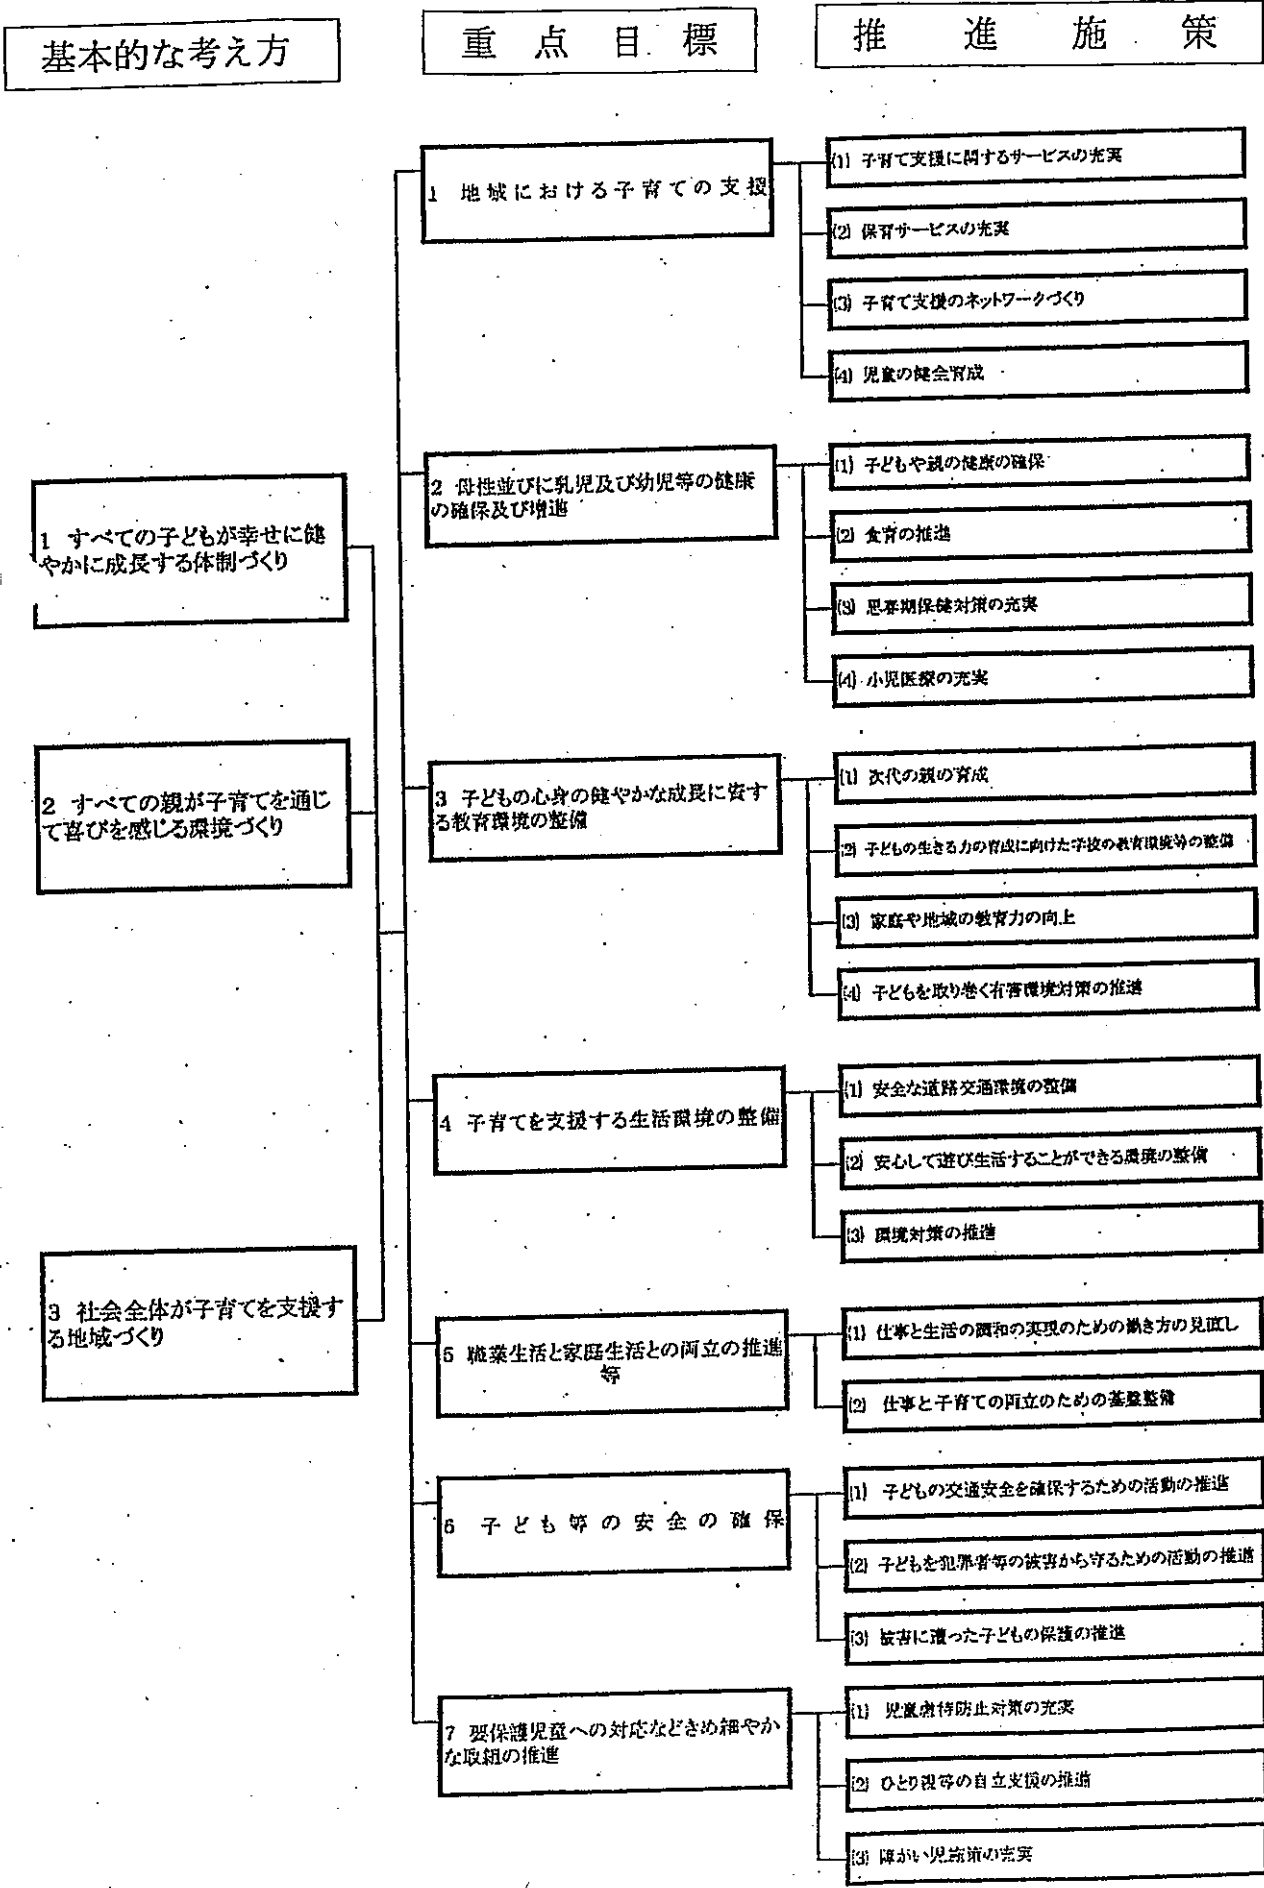 基本的な考え方
重点目標
推進施策
1 すべての子どもが幸せに健
やかに成長する体制づくり
2 すべての親が子育てを通じ
て喜びを感じる環境づくり
3 社会全体が子育てを支援す
る地域づくり
1 地域における子育ての支援
(1) 子育て支援に関するサービスの充実
(2) 保育サービスの充実
(3) 子育て支援のネットワークづくり
(4) 児童の健全育成
2 母性並びに乳児及び幼児等の健康
の確保及び増進
(1) 子どもや親の健康の確保
(2) 食育の推進
(3) 思春期保健対策の充実
(4) 小児医療の充実
3 子どもの心身の健やかな成長に資す
る教育環境の整備
(1) 次代の親の育成
(2) 子どもの生きる力の育成に向けた学校の教育環境等の整備
(3) 家庭や地域の教育力の向上
(4) 子どもを取り巻く有害環境対策の推進
4 子育てを支援する生活環境の整備
(1) 安全な道路交通環境の整備
(2) 安心して遊び生活することができる環境の整備
(3) 環境対策の推進
5 職業生活と家庭生活との両立の推進
等
(1) 仕事と生活の調和の実現のための働き方の見直し
(2) 仕事と子育ての両立のための基盤整備
6 子ども等の安全の確保
(1) 子どもの交通安全を確保するための活動の推進
(2) 子どもを犯罪者等の被害から守るための活動の推進
(3) 被害に遭った子どもの保護の推進
7 要保護児童への対応などきめ細やか
な取組の推進
(1) 児童虐待防止対策の充実
(2) ひとり親等の自立支援の推進
(3) 障がい児施策の充実